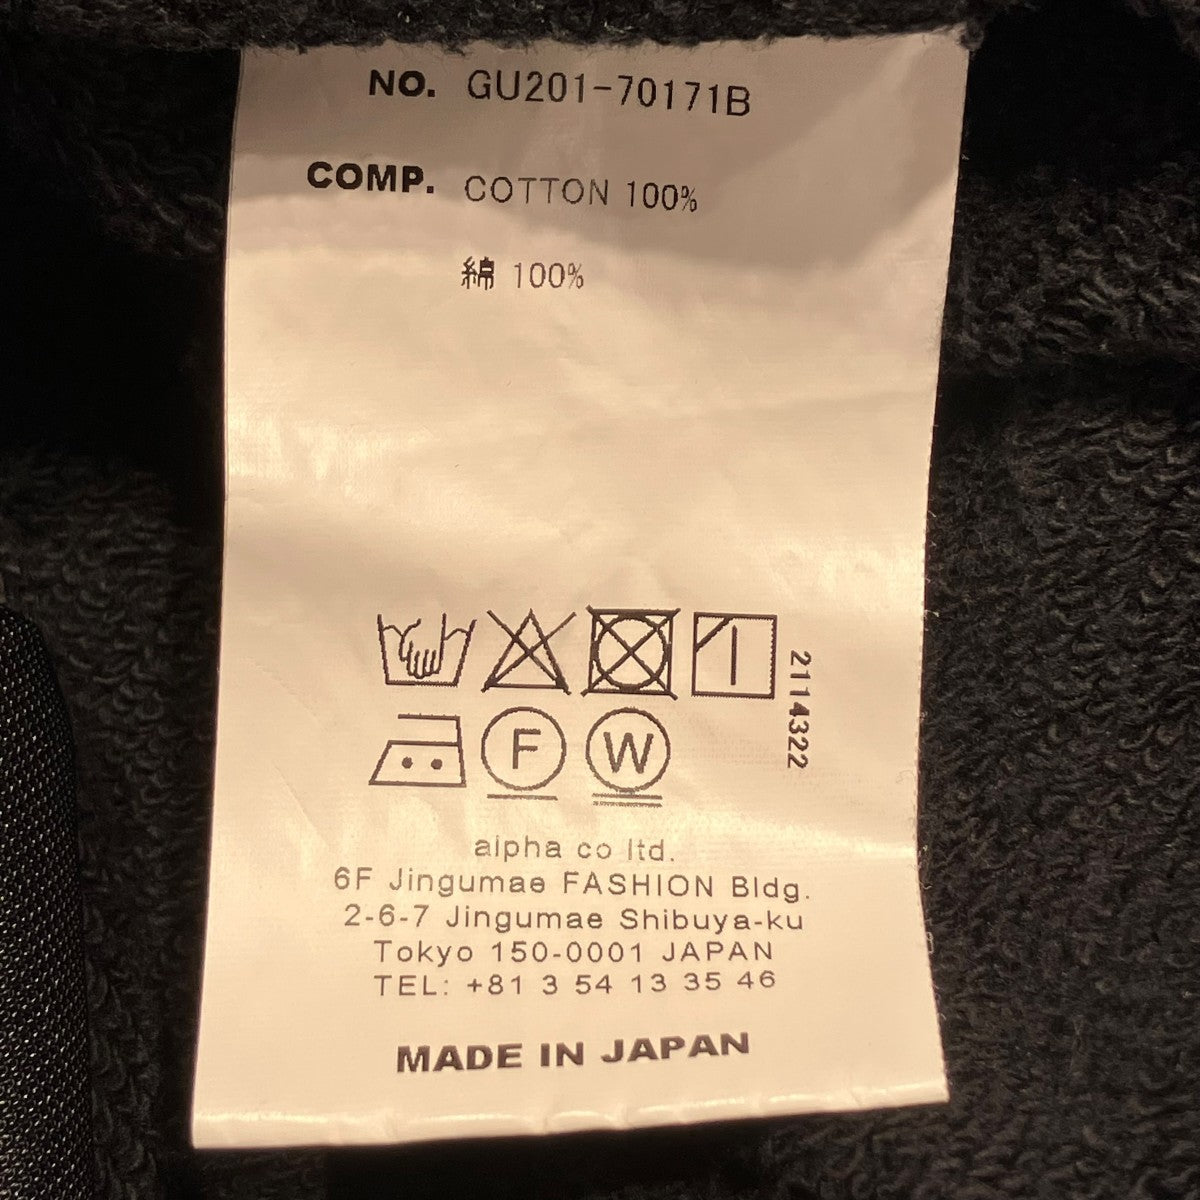 NO. GU201-70171B
COMP. COTTON 100%
綿 100%
2114322
F W
alpha co ltd.
6F Jingumae FASHION Bldg.
2-6-7 Jingumae Shibuya-ku
Tokyo 150-0001 JAPAN
TEL: +81 3 54 13 35 46
MADE IN JAPAN